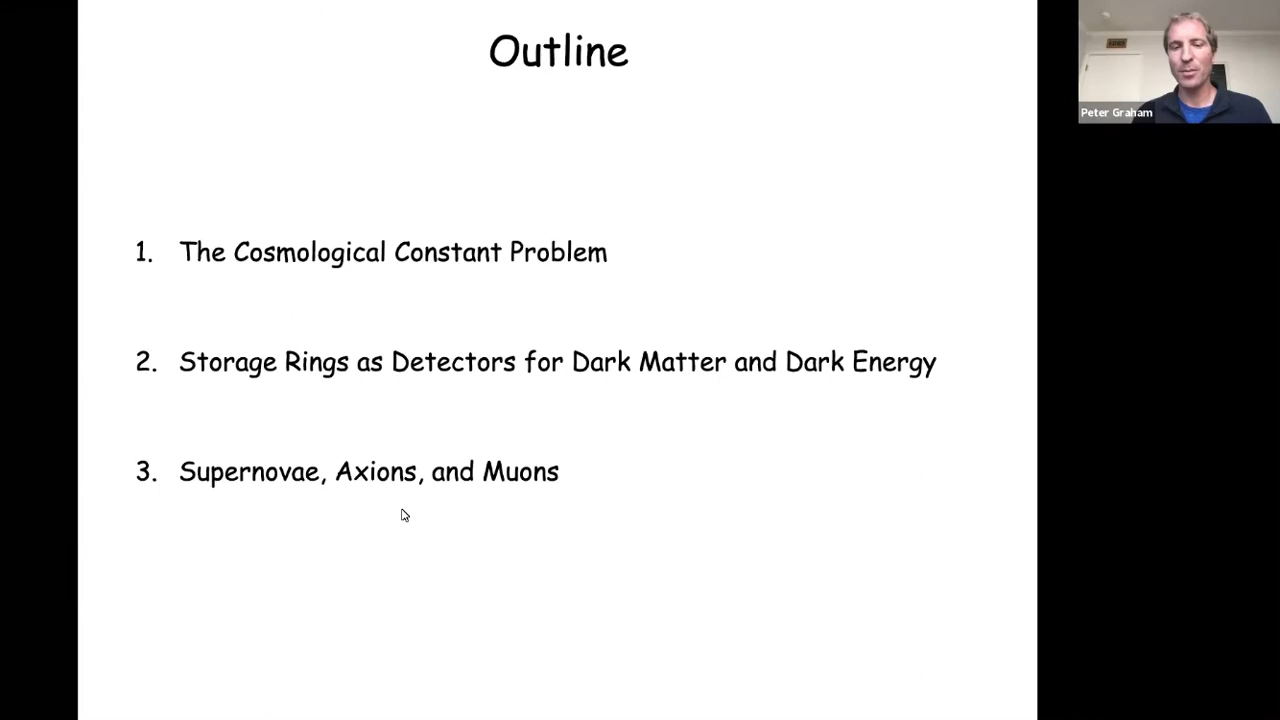 Outline
1. The Cosmological Constant Problem
2. Storage Rings as Detectors for Dark Matter and Dark Energy
3. Supernovae, Axions, and Muons
Peter Graham